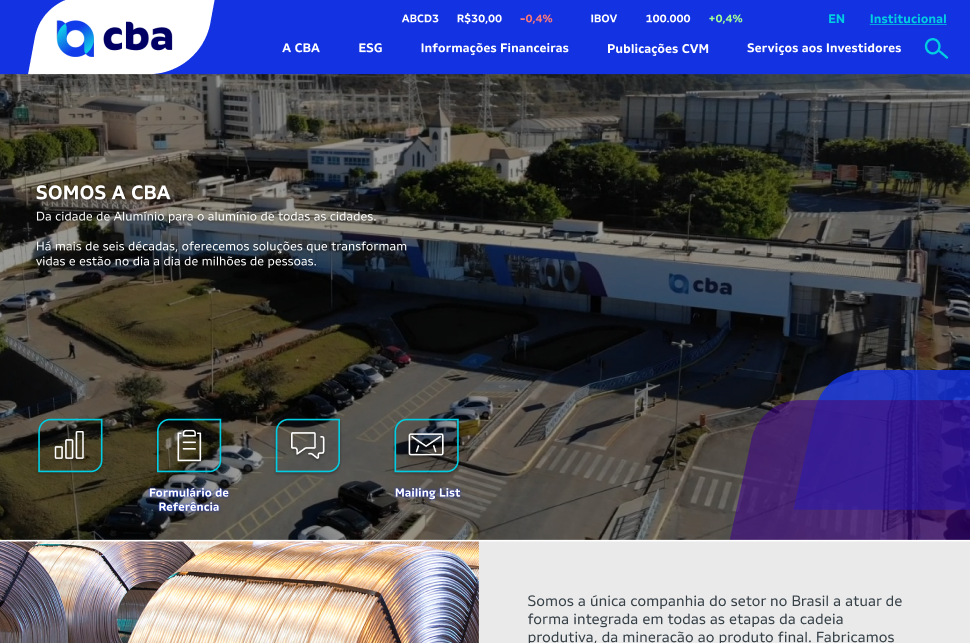 cba
ABCD3 R$30,00 -0,4% IBOV 100.000 +0,4% EN Institucional
A CBA ESG Informações Financeiras Publicações CVM Serviços aos Investidores
SOMOS A CBA
Da cidade de Alumínio para o alumínio de todas as cidades.
Há mais de seis décadas, oferecemos soluções que transformam
vidas e estão no dia a dia de milhões de pessoas.
cba
Formulário de
Referência
Mailing List
Somos a única companhia do setor no Brasil a atuar de
forma integrada em todas as etapas da cadeia
produtiva, da mineração ao produto final. Fabricamos